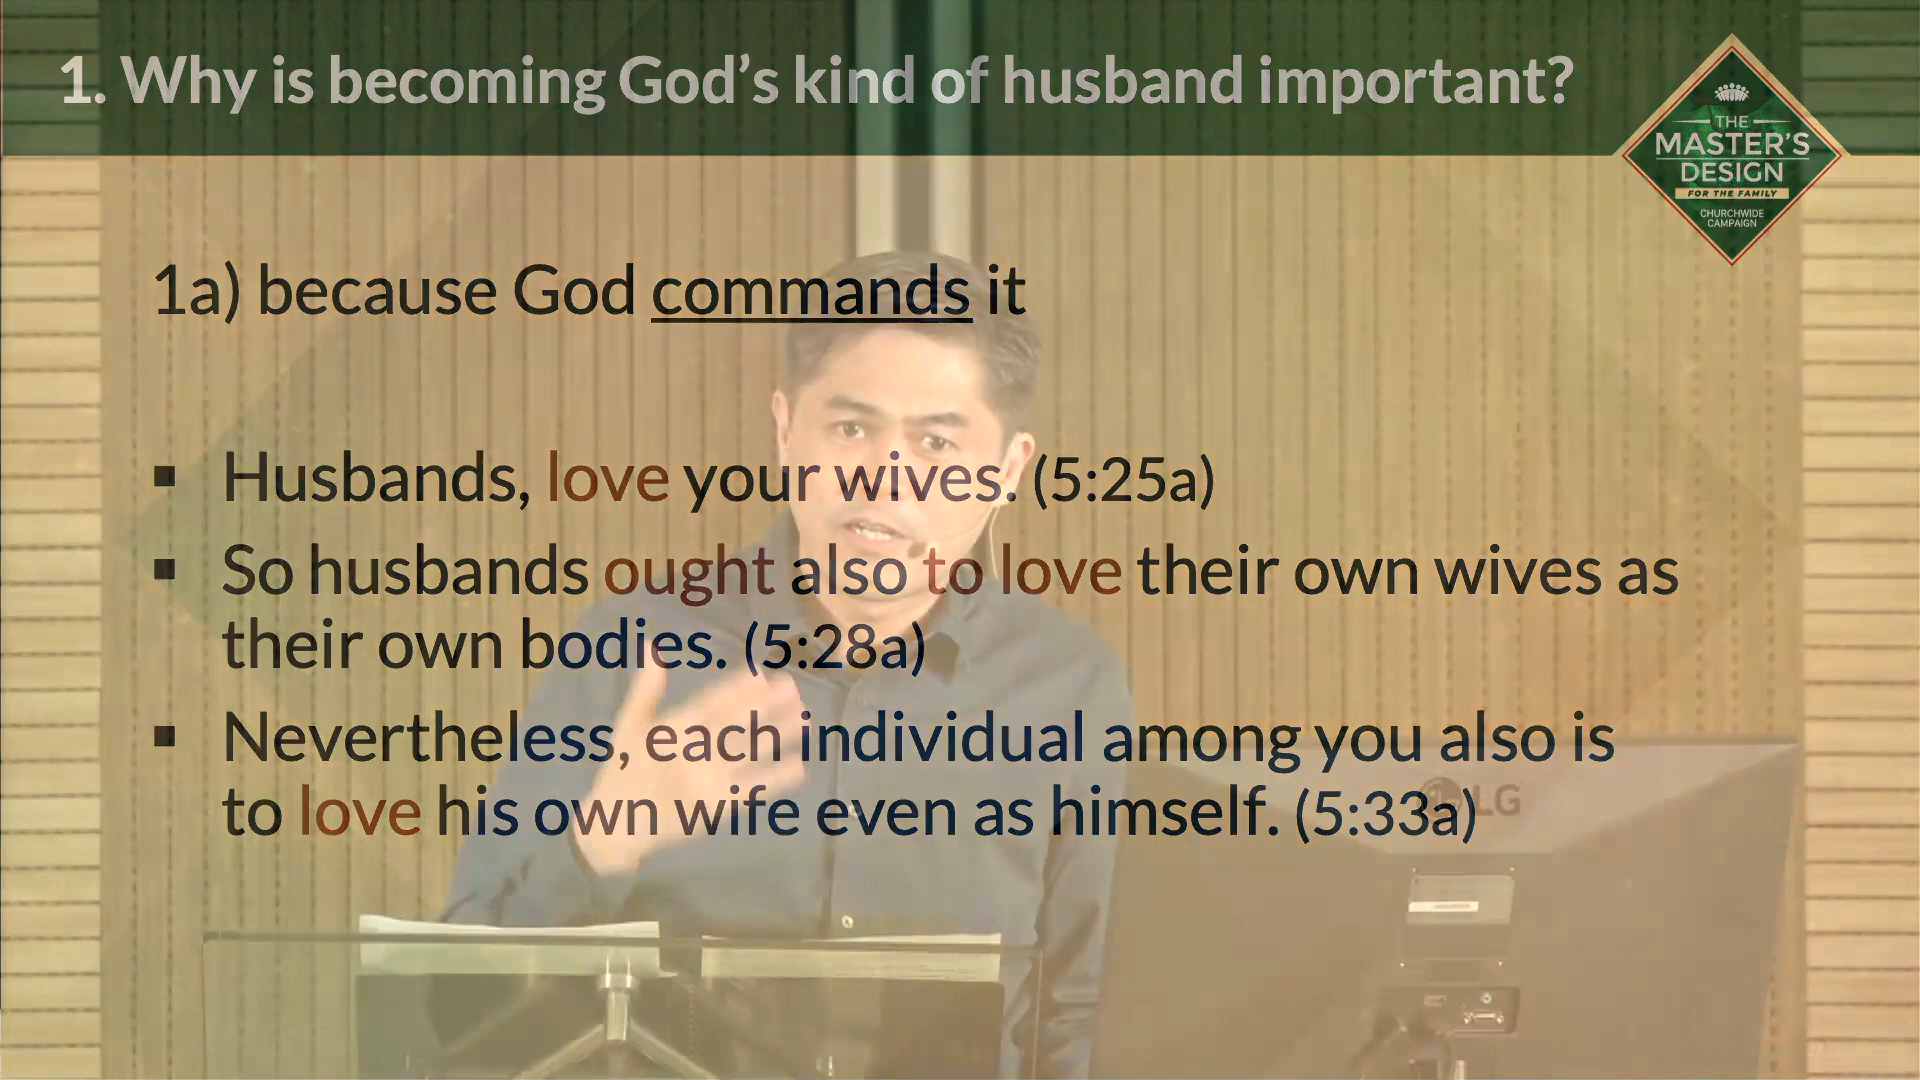 1. Why is becoming God’s kind of husband important?
THE
MASTER’S
DESIGN
FOR THE FAMILY
CHURCHWIDE
CAMPAIGN
1a) because God commands it
▪ Husbands, love your wives. (5:25a)
▪ So husbands ought also to love their own wives as
their own bodies. (5:28a)
▪ Nevertheless, each individual among you also is
to love his own wife even as himself. (5:33a)
LG